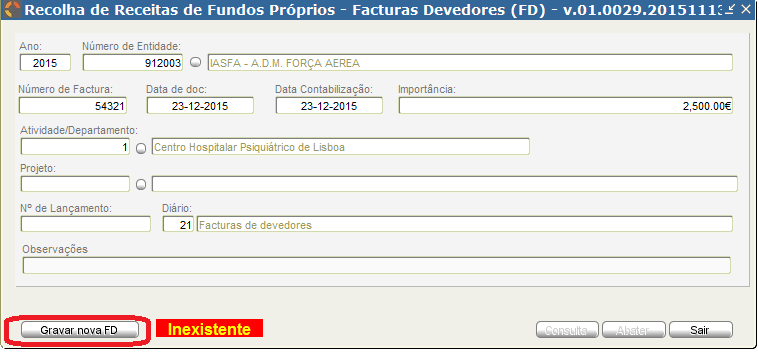 Recolha de Receitas de Fundos Próprios - Facturas Devedores (FD) - v.01.0029.20151113
Ano: Número de Entidade:
2015 912003 IASFA - A.D.M. FORÇA AEREA
Número de Factura: Data de doc: Data Contabilização: Importância:
54321 23-12-2015 23-12-2015 2,500.00€
Atividade/Departamento:
1 Centro Hospitalar Psiquiátrico de Lisboa
Projeto:
Nº de Lançamento: Diário:
21 Facturas de devedores
Observações
Gravar nova FD Inexistente Consulta Abater Sair